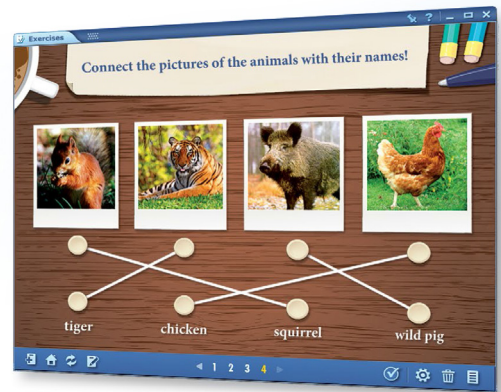 Exercises
Connect the pictures of the animals with their names!
tiger chicken squirrel wild pig
1 2 3 4